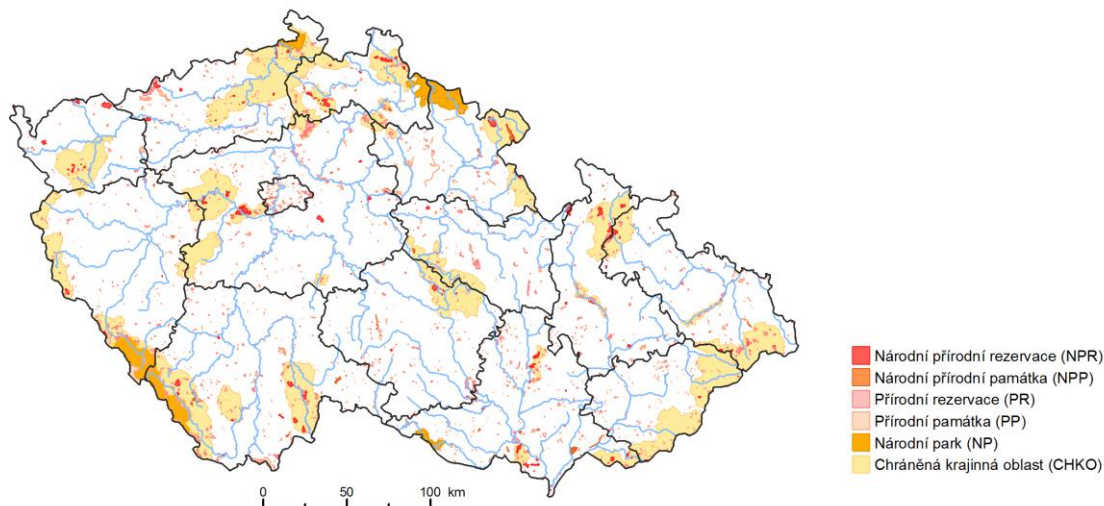 Národní přírodní rezervace (NPR)
Národní přírodní památka (NPP)
Přírodní rezervace (PR)
Přírodní památka (PP)
Národní park (NP)
Chráněná krajinná oblast (CHKO)
0 50 100 km